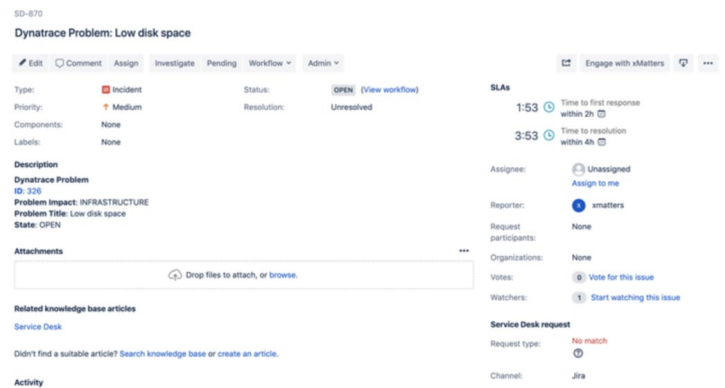 SD-870
Dynatrace Problem: Low disk space
Edit Comment Assign Investigate Pending Workflow Admin Engage with xMatters
Type: Incident Status: OPEN (View workflow)
Priority: Medium Resolution: Unresolved
Components: None
Labels: None
Description
Dynatrace Problem
ID: 326
Problem Impact: INFRASTRUCTURE
Problem Title: Low disk space
State: OPEN
Attachments
Drop files to attach, or browse.
Related knowledge base articles
Service Desk
Didn't find a suitable article? Search knowledge base or create an article.
Activity
SLAs
1:53 Time to first response
within 2h
3:53 Time to resolution
within 4h
Assignee: Unassigned
Assign to me
Reporter: x xmatters
Request participants: None
Organizations: None
Votes: 0 Vote for this issue
Watchers: 1 Start watching this issue
Service Desk request
Request type: No match
Channel: Jira